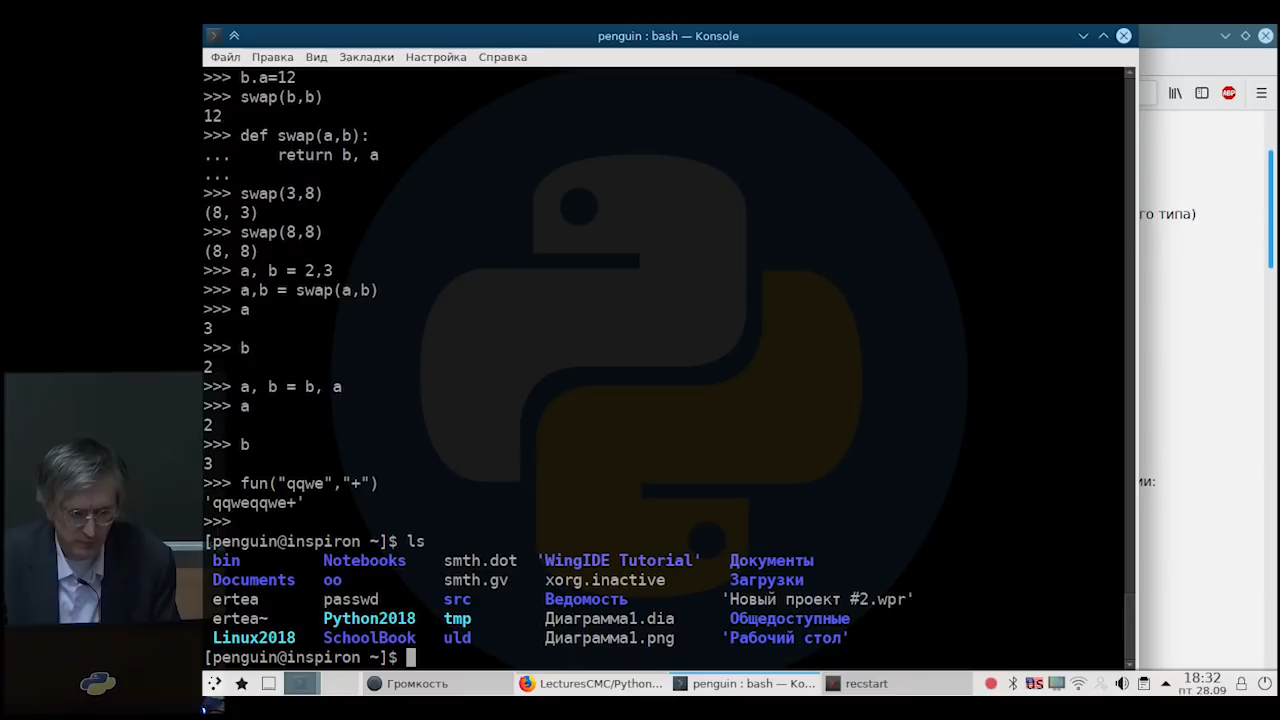 penguin : bash — Konsole
Файл Правка Вид Закладки Настройка Справка
>>> b.a=12
>>> swap(b,b)
12
>>> def swap(a,b):
...     return b, a
...
>>> swap(3,8)
(8, 3)
>>> swap(8,8)
(8, 8)
>>> a, b = 2,3
>>> a,b = swap(a,b)
>>> a
3
>>> b
2
>>> a, b = b, a
>>> a
2
>>> b
3
>>> fun("qqwe","+")
'qqweqqwe+'
>>>
[penguin@inspiron ~]$ ls
bin Notebooks smth.dot 'WingIDE Tutorial' Документы
Documents oo smth.gv xorg.inactive Загрузки
ertea passwd src Ведомость 'Новый проект #2.wpr'
ertea~ Python2018 tmp Диаграмма1.dia Общедоступные
Linux2018 SchoolBook uld Диаграмма1.png 'Рабочий стол'
[penguin@inspiron ~]$
ABP
го типа)
ии:
Громкость LecturesCMC/Python... penguin : bash — Ko... recstart US 18:32
пт 28.09